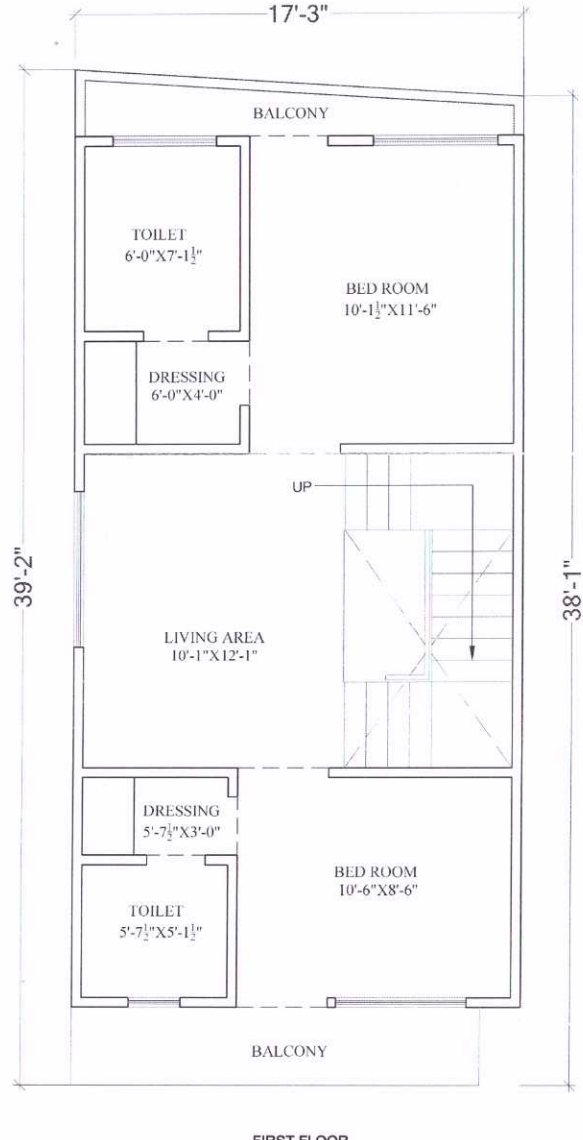 17'-3"
BALCONY
TOILET
6'-0"X7'-1½"
BED ROOM
10'-1½"X11'-6"
DRESSING
6'-0"X4'-0"
UP
39'-2"
38'-1"
LIVING AREA
10'-1"X12'-1"
DRESSING
5'-7½"X3'-0"
BED ROOM
10'-6"X8'-6"
TOILET
5'-7½"X5'-1½"
BALCONY
FIRST FLOOR